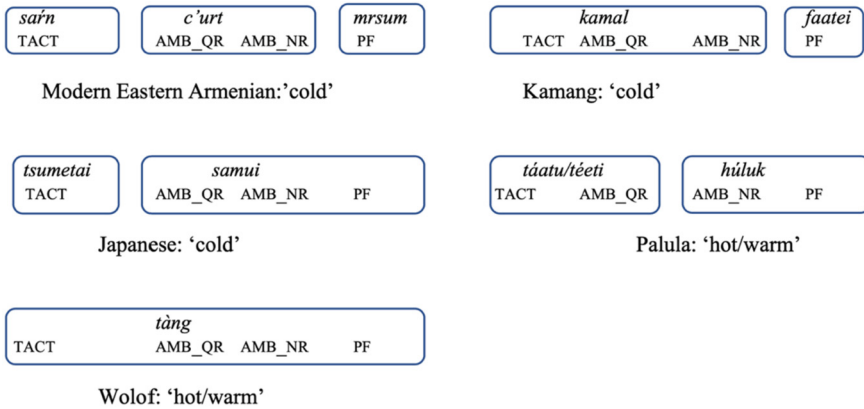 saŕn c’urt mrsum
TACT AMB_QR AMB_NR PF
Modern Eastern Armenian:’cold’
kamal faatei
TACT AMB_QR AMB_NR PF
Kamang: ‘cold’
tsumetai samui
TACT AMB_QR AMB_NR PF
Japanese: ‘cold’
táatu/téeti húluk
TACT AMB_QR AMB_NR PF
Palula: ‘hot/warm’
tàng
TACT AMB_QR AMB_NR PF
Wolof: ‘hot/warm’